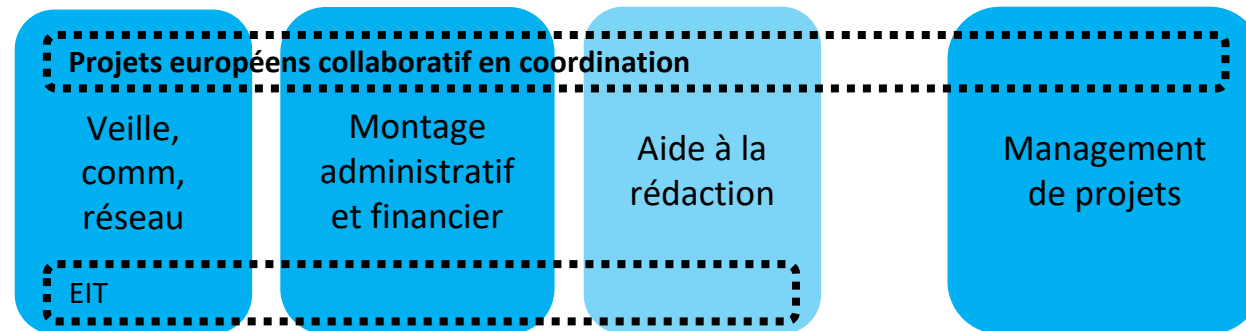 Projets européens collaboratif en coordination
Veille,
comm,
réseau
Montage
administratif
et financier
Aide à la
rédaction
Management
de projets
EIT